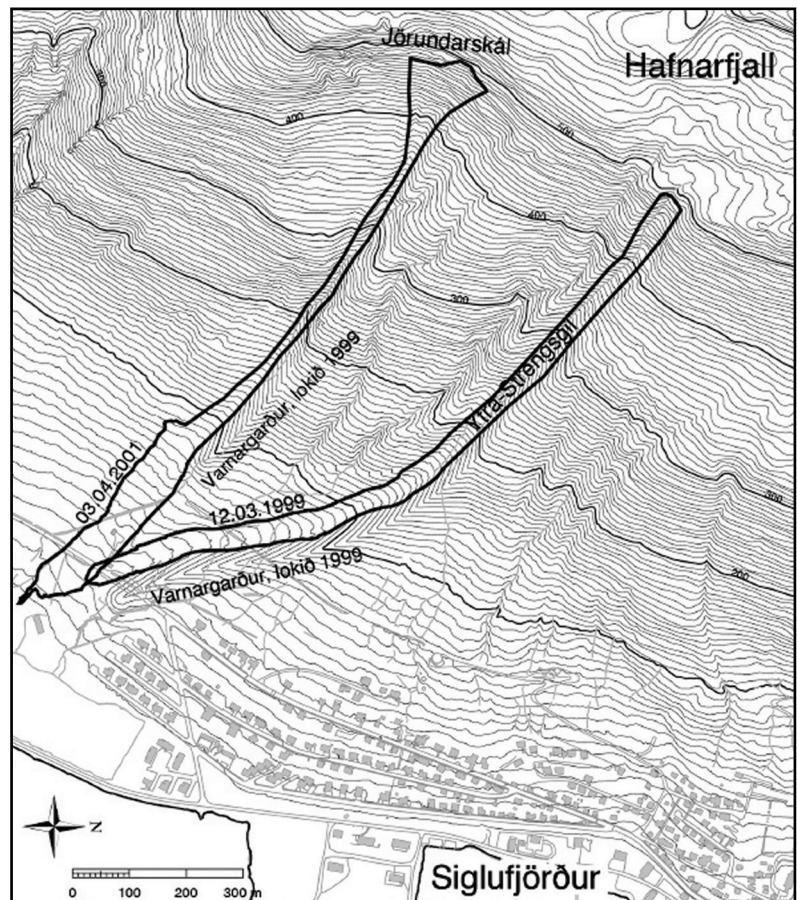 Jörundarskál
Hafnarfjall
500
400
400
300
Ytra-Strengsgil
Varnargarður, lokið 1999
03.04.2001
12.03.1999
Varnargarður, lokið 1999
300
200
N
0 100 200 300 m
Siglufjörður